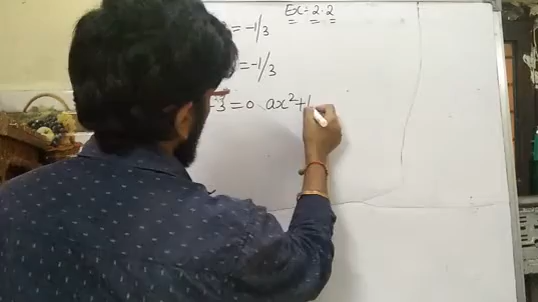 Ex: 2.2
= -1/3
= -1/3
-3 = 0 ax²+